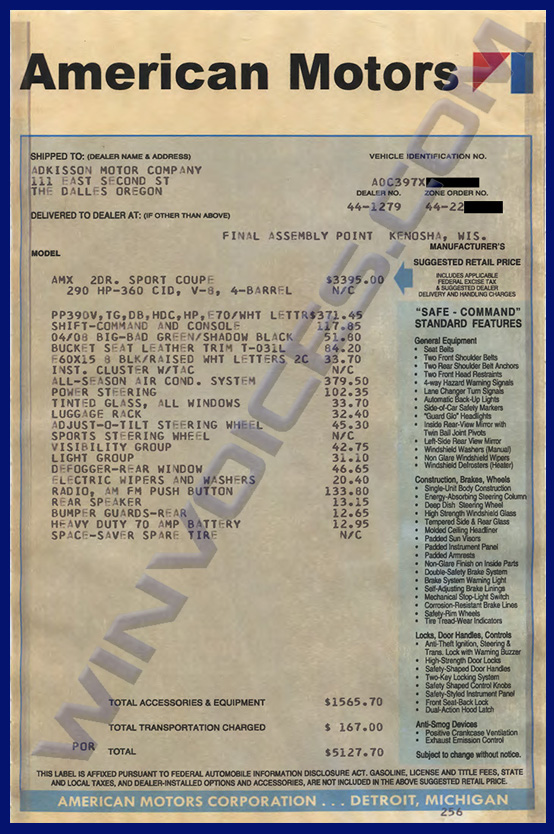 American Motors
SHIPPED TO: (DEALER NAME & ADDRESS)
ADKISSON MOTOR COMPANY
111 EAST SECOND ST
THE DALLES OREGON
VEHICLE IDENTIFICATION NO.
A0C397X
DEALER NO. ZONE ORDER NO.
44-1279 44-22
DELIVERED TO DEALER AT: (IF OTHER THAN ABOVE)
FINAL ASSEMBLY POINT KENOSHA, WIS.
MODEL
MANUFACTURER'S
SUGGESTED RETAIL PRICE
INCLUDES APPLICABLE
FEDERAL EXCISE TAX
& SUGGESTED DEALER
DELIVERY AND HANDLING CHARGES
AMX 2DR. SPORT COUPE $3395.00
290 HP-360 CID, V-8, 4-BARREL N/C
PP390V,TG,DB,HDC,HP,E70/WHT LETTR$371.45
SHIFT-COMMAND AND CONSOLE 117.85
04/08 BIG-BAD GREEN/SHADOW BLACK 51.80
BUCKET SEAT LEATHER TRIM T-031L 84.20
E60X15 8 BLK/RAISED WHT LETTERS 2C 33.70
INST. CLUSTER W/TAC N/C
ALL-SEASON AIR COND. SYSTEM 379.50
POWER STEERING 102.35
TINTED GLASS, ALL WINDOWS 33.70
LUGGAGE RACK 32.40
ADJUST-O-TILT STEERING WHEEL 45.30
SPORTS STEERING WHEEL N/C
VISIBILITY GROUP 42.75
LIGHT GROUP 31.10
DEFOGGER-REAR WINDOW 46.65
ELECTRIC WIPERS AND WASHERS 20.40
RADIO, AM FM PUSH BUTTON 133.80
REAR SPEAKER 13.15
BUMPER GUARDS-REAR 12.65
HEAVY DUTY 70 AMP BATTERY 12.95
SPACE-SAVER SPARE TIRE N/C
"SAFE - COMMAND"
STANDARD FEATURES
General Equipment
• Seat Belts
• Two Front Shoulder Belts
• Two Rear Shoulder Belt Anchors
• Two Front Head Restraints
• 4-way Hazard Warning Signals
• Lane Changer Turn Signals
• Automatic Back-Up Lights
• Side-of-Car Safety Markers
• "Guard Glo" Headlights
• Inside Rear-View Mirror with
Twin Ball Joint Pivots
• Left-Side Rear View Mirror
• Windshield Washers (Manual)
• Non Glare Windshield Wipers
• Windshield Defrosters (Heater)
Construction, Brakes, Wheels
• Single-Unit Body Construction
• Energy-Absorbing Steering Column
• Deep Dish Steering Wheel
• High Strength Windshield Glass
• Tempered Side & Rear Glass
• Molded Ceiling Headliner
• Padded Sun Visors
• Padded Instrument Panel
• Padded Armrests
• Non-Glare Finish on Inside Parts
• Double-Safety Brake System
• Brake System Warning Light
• Self-Adjusting Brake Linings
• Mechanical Stop-Light Switch
• Corrosion-Resistant Brake Lines
• Safety-Rim Wheels
• Tire Tread-Wear Indicators
Locks, Door Handles, Controls
• Anti-Theft Ignition, Steering &
Trans. Lock with Warning Buzzer
• High-Strength Door Locks
• Safety-Shaped Door Handles
• Two-Key Locking System
• Safety Shaped Control Knobs
• Safety-Styled Instrument Panel
• Front Seat-Back Lock
• Dual-Action Hood Latch
Anti-Smog Devices
• Positive Crankcase Ventilation
• Exhaust Emission Control
Subject to change without notice.
TOTAL ACCESSORIES & EQUIPMENT $1565.70
TOTAL TRANSPORTATION CHARGED $ 167.00
POR TOTAL $5127.70
THIS LABEL IS AFFIXED PURSUANT TO FEDERAL AUTOMOBILE INFORMATION DISCLOSURE ACT. GASOLINE, LICENSE AND TITLE FEES, STATE
AND LOCAL TAXES, AND DEALER-INSTALLED OPTIONS AND ACCESSORIES, ARE NOT INCLUDED IN THE ABOVE SUGGESTED RETAIL PRICE.
AMERICAN MOTORS CORPORATION . . . DETROIT, MICHIGAN
256
WINVOICES.COM